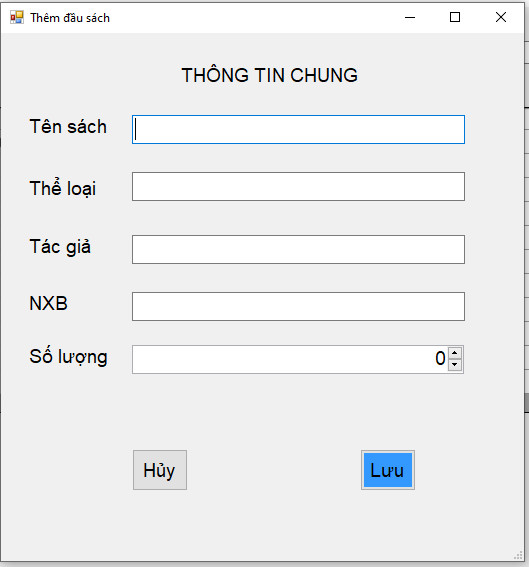 Thêm đầu sách
THÔNG TIN CHUNG
Tên sách
Thể loại
Tác giả
NXB
Số lượng 0
Hủy Lưu